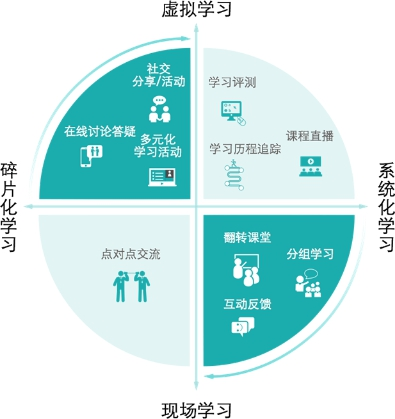 虚拟学习
社交
分享/活动
在线讨论答疑
多元化
学习活动
学习评测
课程直播
学习历程追踪
碎片化学习
系统化学习
点对点交流
翻转课堂
分组学习
互动反馈
现场学习